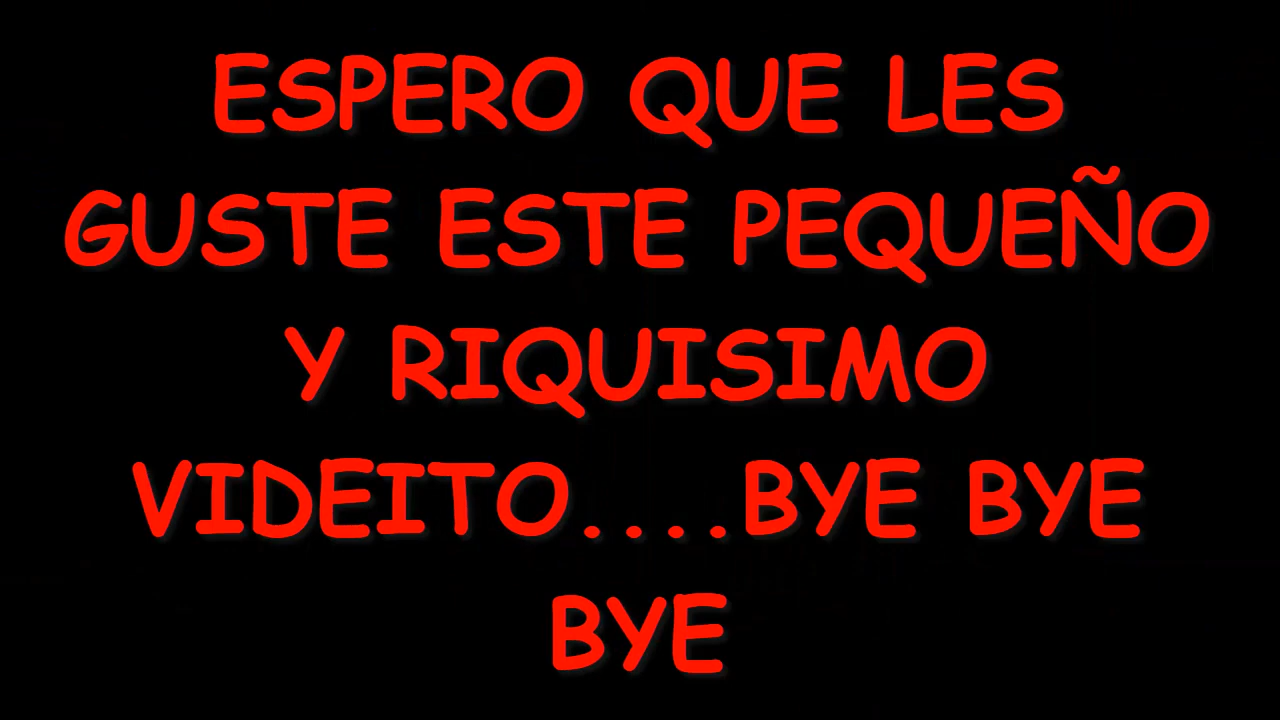 ESPERO QUE LES
GUSTE ESTE PEQUEÑO
Y RIQUISIMO
VIDEITO....BYE BYE
BYE